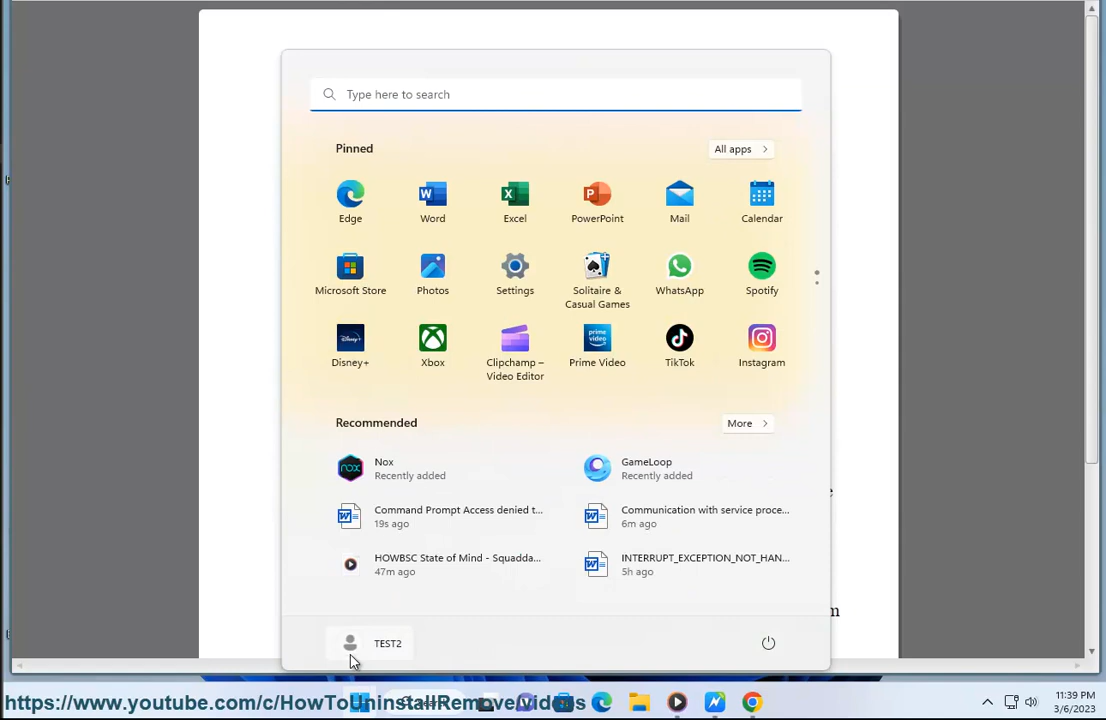 Type here to search
Pinned
All apps
Edge
Word
Excel
PowerPoint
Mail
Calendar
Microsoft Store
Photos
Settings
Solitaire &
Casual Games
WhatsApp
Spotify
Disney+
Xbox
Clipchamp –
Video Editor
Prime Video
TikTok
Instagram
Recommended
More
Nox
Recently added
GameLoop
Recently added
Command Prompt Access denied t...
19s ago
Communication with service proce...
6m ago
HOWBSC State of Mind - Squadda...
47m ago
INTERRUPT_EXCEPTION_NOT_HAN...
5h ago
TEST2
https://www.youtube.com/c/HowToUninstallRemove/videos
11:39 PM
3/6/2023